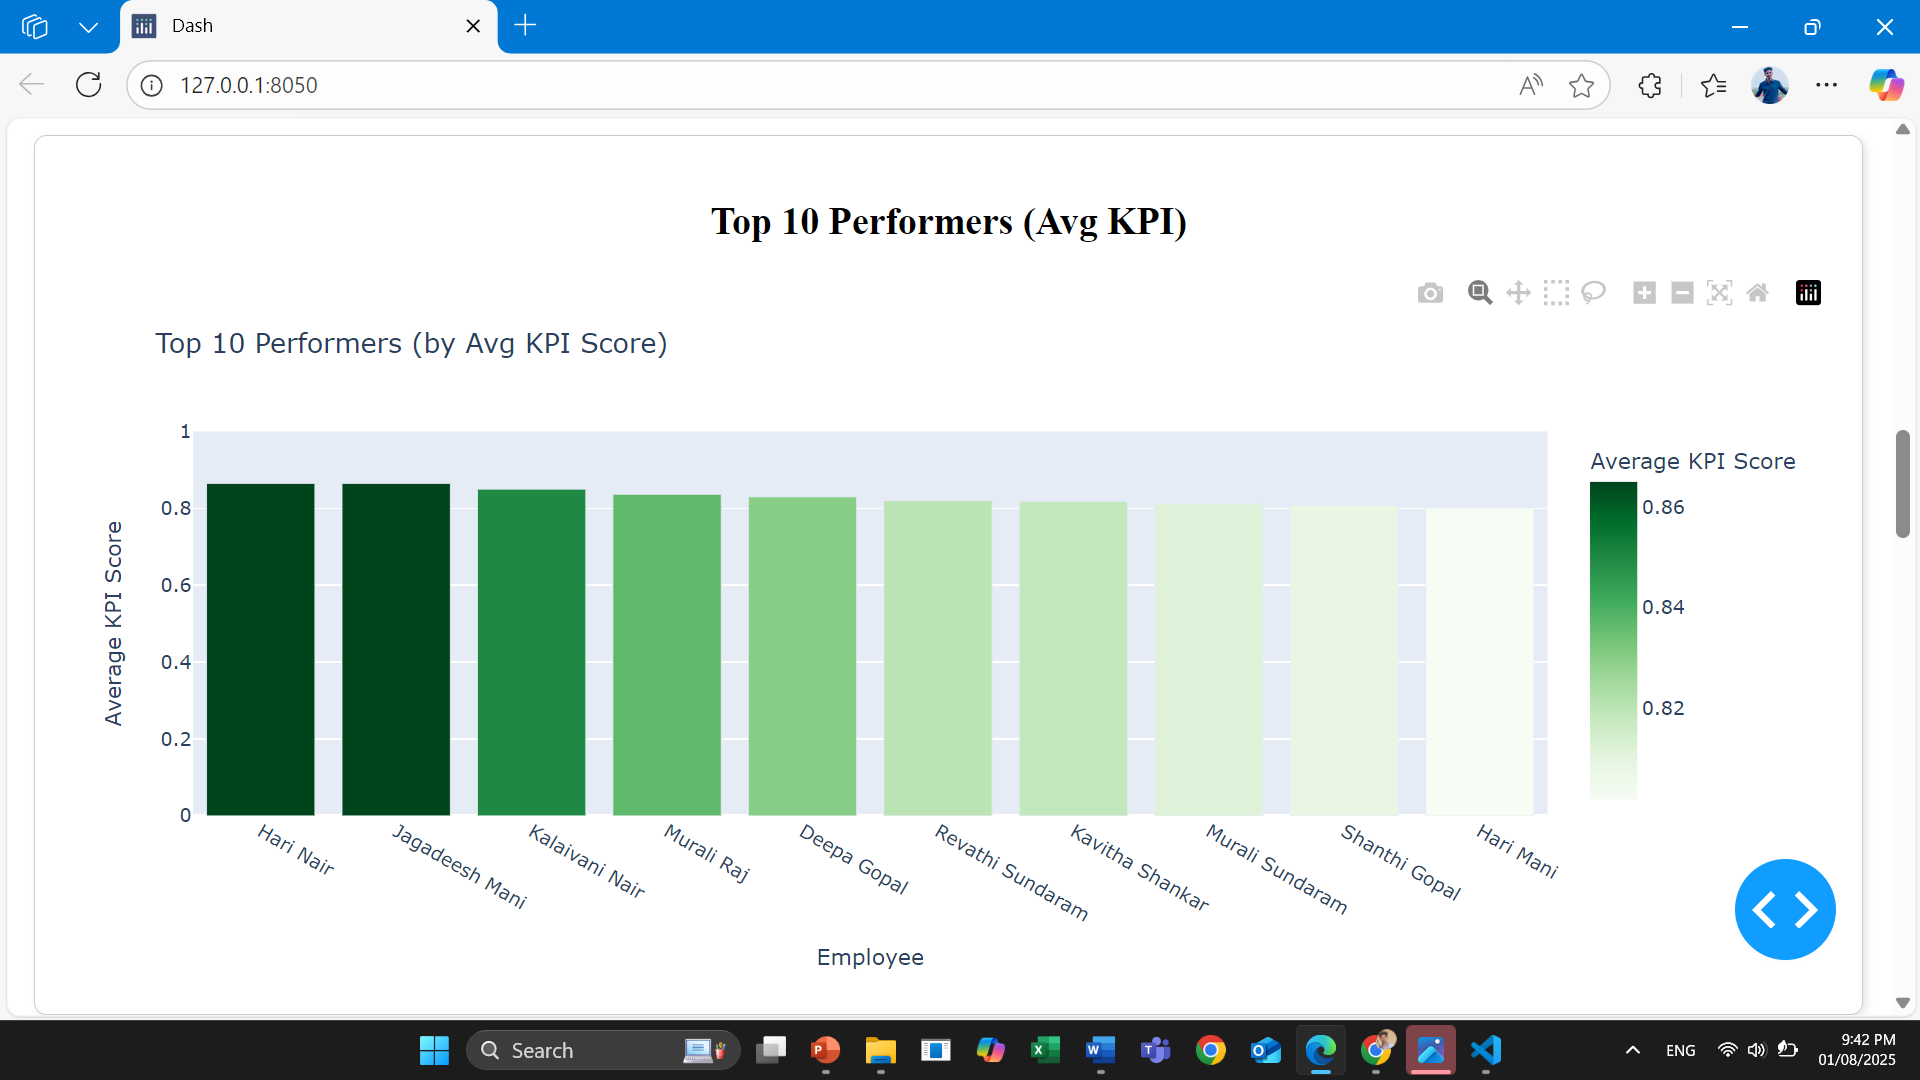 Dash
127.0.0.1:8050
Top 10 Performers (Avg KPI)
Top 10 Performers (by Avg KPI Score)
1
0.8
0.6
0.4
0.2
0
Average KPI Score
Hari Nair
Jagadeesh Mani
Kalaivani Nair
Murali Raj
Deepa Gopal
Revathi Sundaram
Kavitha Shankar
Murali Sundaram
Shanthi Gopal
Hari Mani
Employee
Average KPI Score
0.86
0.84
0.82
Search
ENG
9:42 PM
01/08/2025